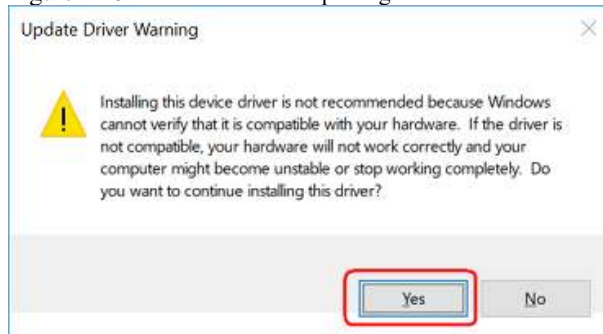 Update Driver Warning
Installing this device driver is not recommended because Windows
cannot verify that it is compatible with your hardware. If the driver is
not compatible, your hardware will not work correctly and your
computer might become unstable or stop working completely. Do
you want to continue installing this driver?
Yes
No